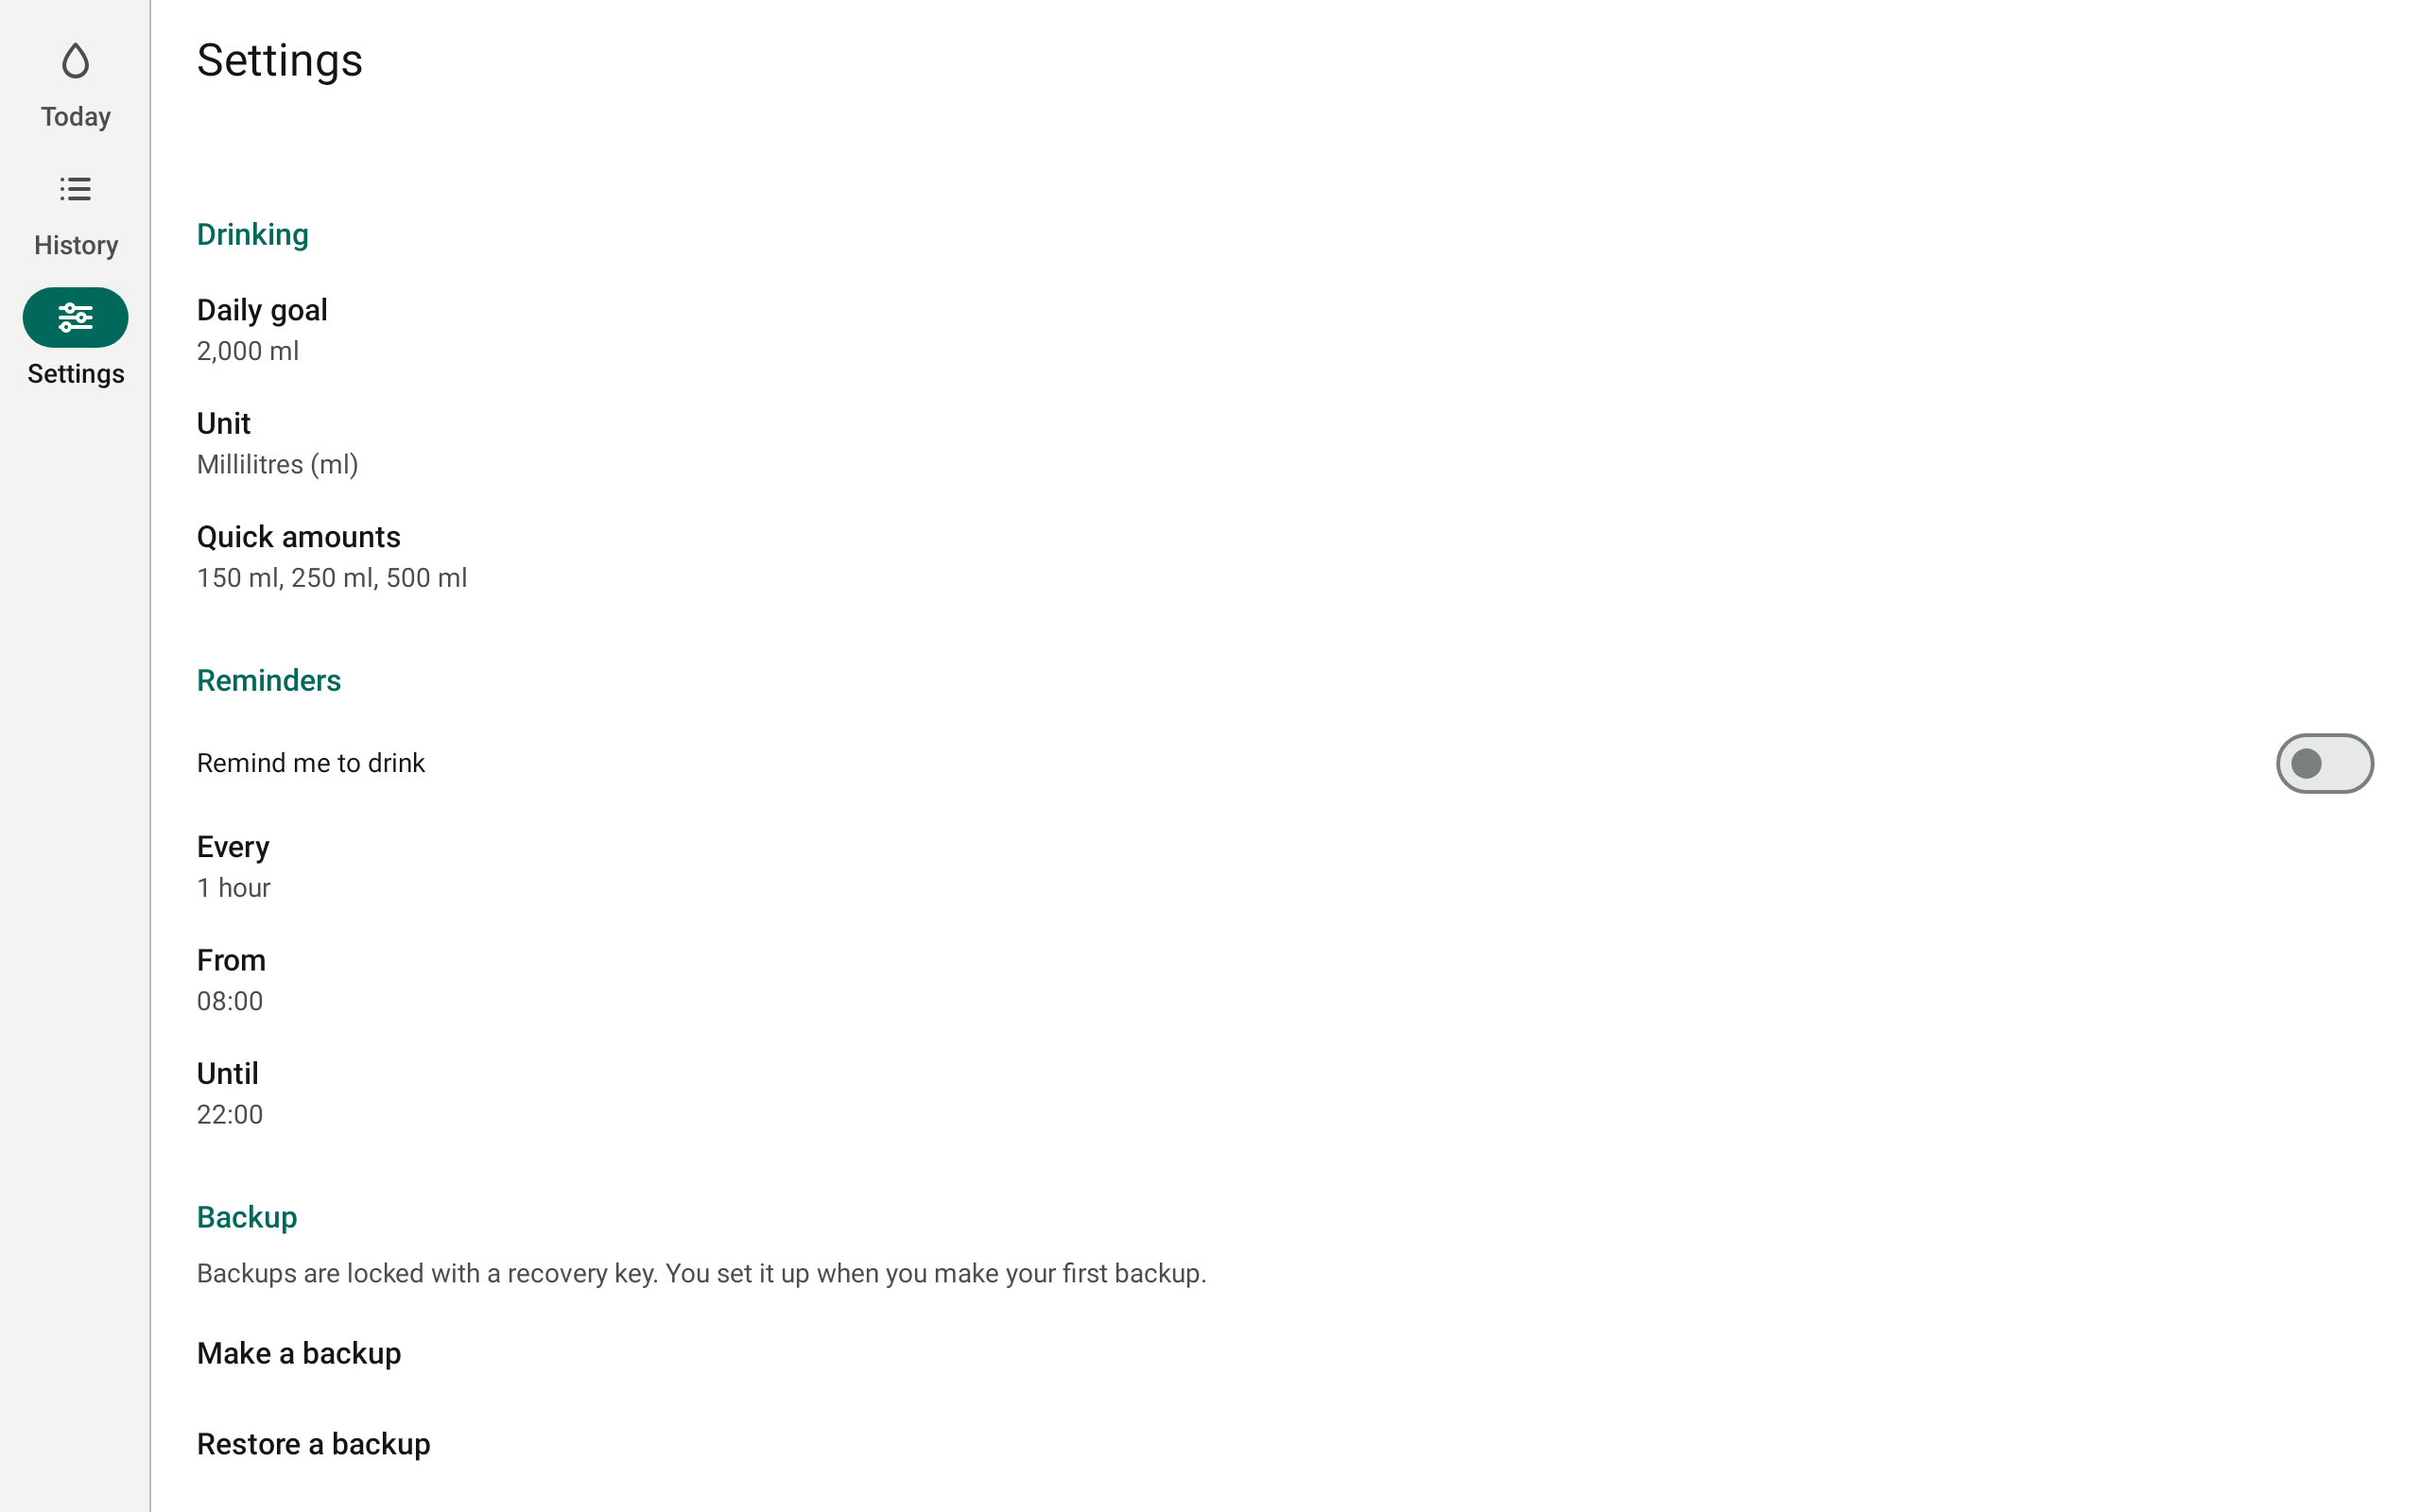 Today
History
Settings
Settings
Drinking
Daily goal
2,000 ml
Unit
Millilitres (ml)
Quick amounts
150 ml, 250 ml, 500 ml
Reminders
Remind me to drink
Every
1 hour
From
08:00
Until
22:00
Backup
Backups are locked with a recovery key. You set it up when you make your first backup.
Make a backup
Restore a backup